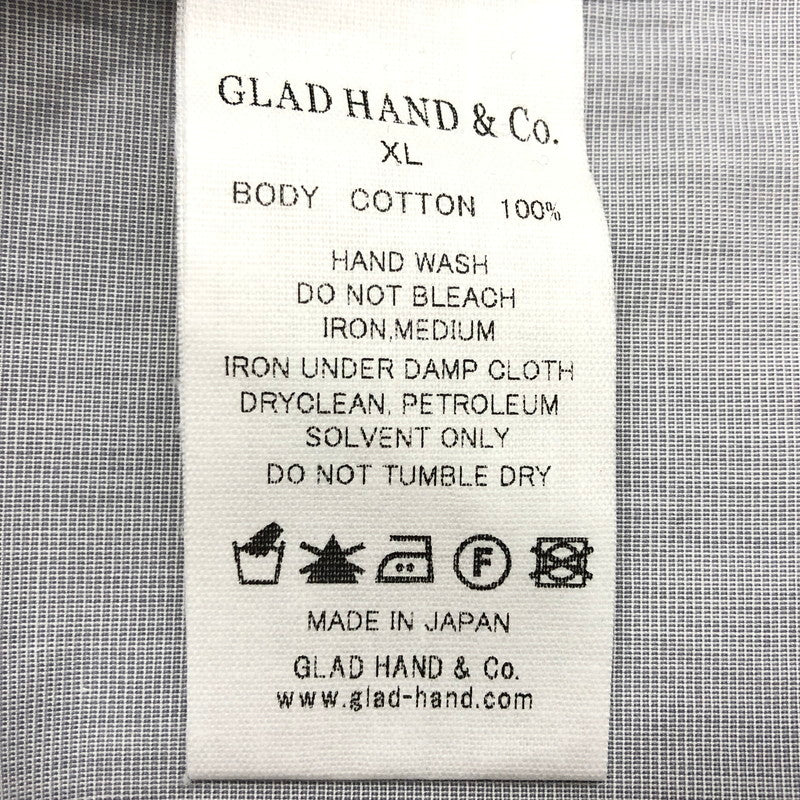 GLAD HAND & Co.
XL
BODY COTTON 100%
HAND WASH
DO NOT BLEACH
IRON,MEDIUM
IRON UNDER DAMP CLOTH
DRYCLEAN, PETROLEUM
SOLVENT ONLY
DO NOT TUMBLE DRY
F
MADE IN JAPAN
GLAD HAND & Co.
www.glad-hand.com